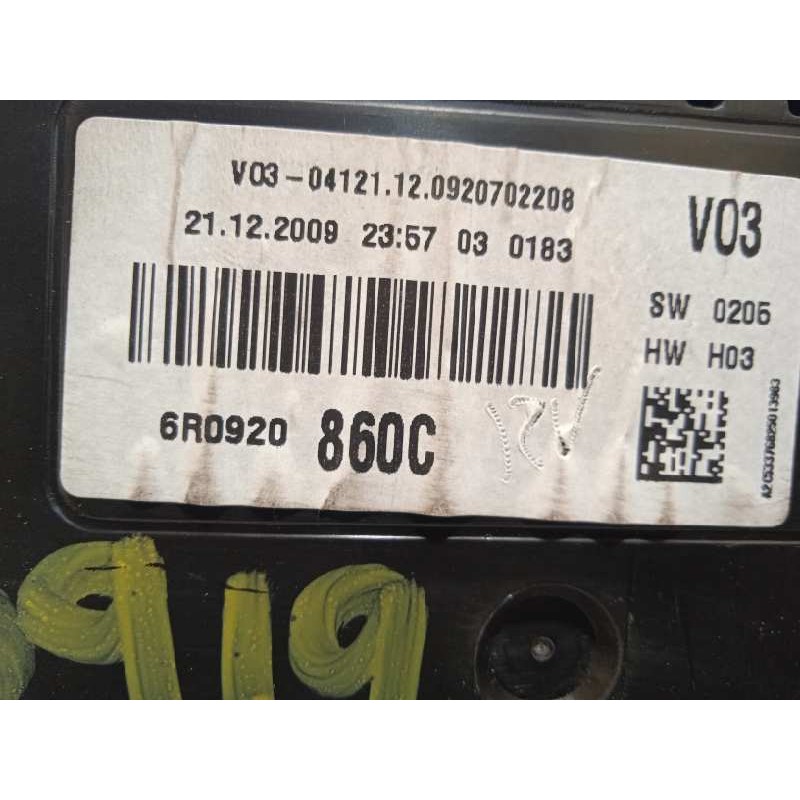 V03-04121.12.0920702208
21.12.2009 23:57 03 0183
V03
SW 0205
HW H03
6R0920 860C